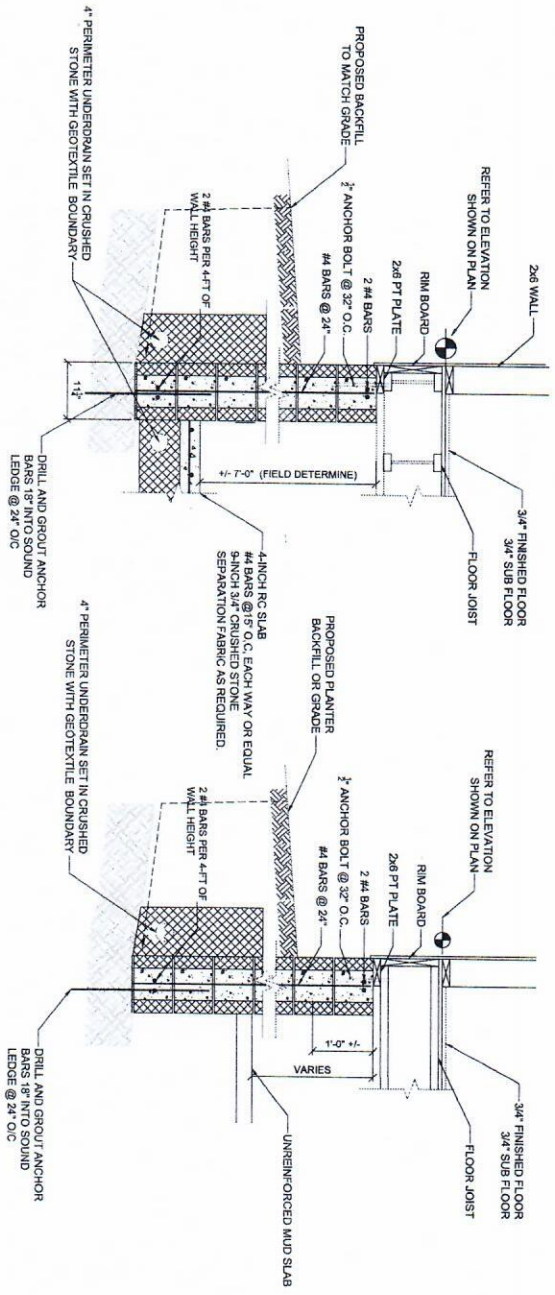 2x6 WALL
REFER TO ELEVATION
SHOWN ON PLAN
RIM BOARD
2x6 PT PLATE
2 #4 BARS
½" ANCHOR BOLT @ 32" O.C.
#4 BARS @ 24"
PROPOSED BACKFILL
TO MATCH GRADE
2 #4 BARS PER 4-FT OF
WALL HEIGHT
4" PERIMETER UNDERDRAIN SET IN CRUSHED
STONE WITH GEOTEXTILE BOUNDARY
3/4" FINISHED FLOOR
3/4" SUB FLOOR
FLOOR JOIST
+/- 7'-0" (FIELD DETERMINE)
4-INCH RC SLAB
#4 BARS @15" O.C. EACH WAY OR EQUAL
9-INCH 3/4" CRUSHED STONE
SEPARATION FABRIC AS REQUIRED.
DRILL AND GROUT ANCHOR
BARS 18" INTO SOUND
LEDGE @ 24" O/C
REFER TO ELEVATION
SHOWN ON PLAN
RIM BOARD
2x6 PT PLATE
2 #4 BARS
½" ANCHOR BOLT @ 32" O.C.
#4 BARS @ 24"
PROPOSED PLANTER
BACKFILL OR GRADE
2 #4 BARS PER 4-FT OF
WALL HEIGHT
4" PERIMETER UNDERDRAIN SET IN CRUSHED
STONE WITH GEOTEXTILE BOUNDARY
3/4" FINISHED FLOOR
3/4" SUB FLOOR
FLOOR JOIST
1'-0" +/-
VARIES
UNREINFORCED MUD SLAB
DRILL AND GROUT ANCHOR
BARS 18" INTO SOUND
LEDGE @ 24" O/C